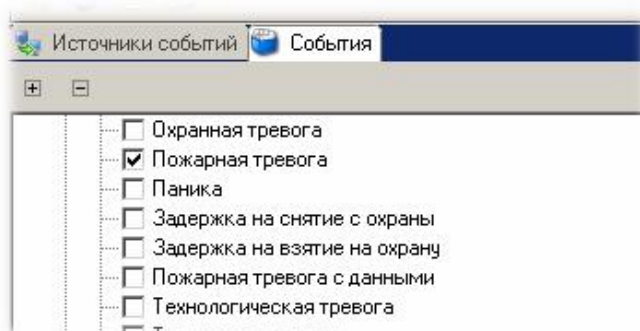 Источники событий События
Охранная тревога
Пожарная тревога
Паника
Задержка на снятие с охраны
Задержка на взятие на охрану
Пожарная тревога с данными
Технологическая тревога